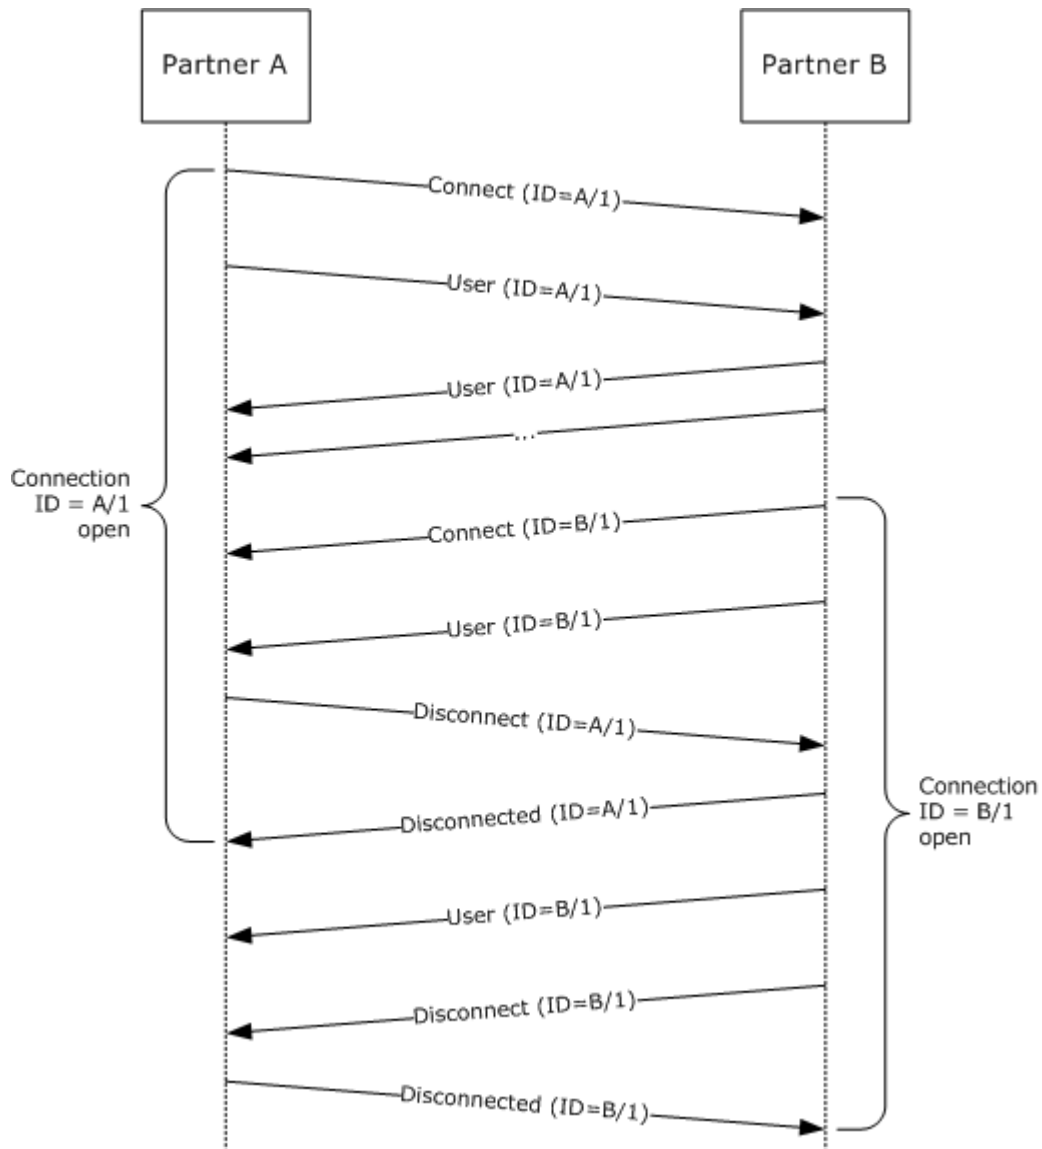 Partner A
Partner B
Connect (ID=A/1)
User (ID=A/1)
User (ID=A/1)
...
Connection
ID = A/1
open
Connect (ID=B/1)
User (ID=B/1)
Disconnect (ID=A/1)
Connection
ID = B/1
open
Disconnected (ID=A/1)
User (ID=B/1)
Disconnect (ID=B/1)
Disconnected (ID=B/1)